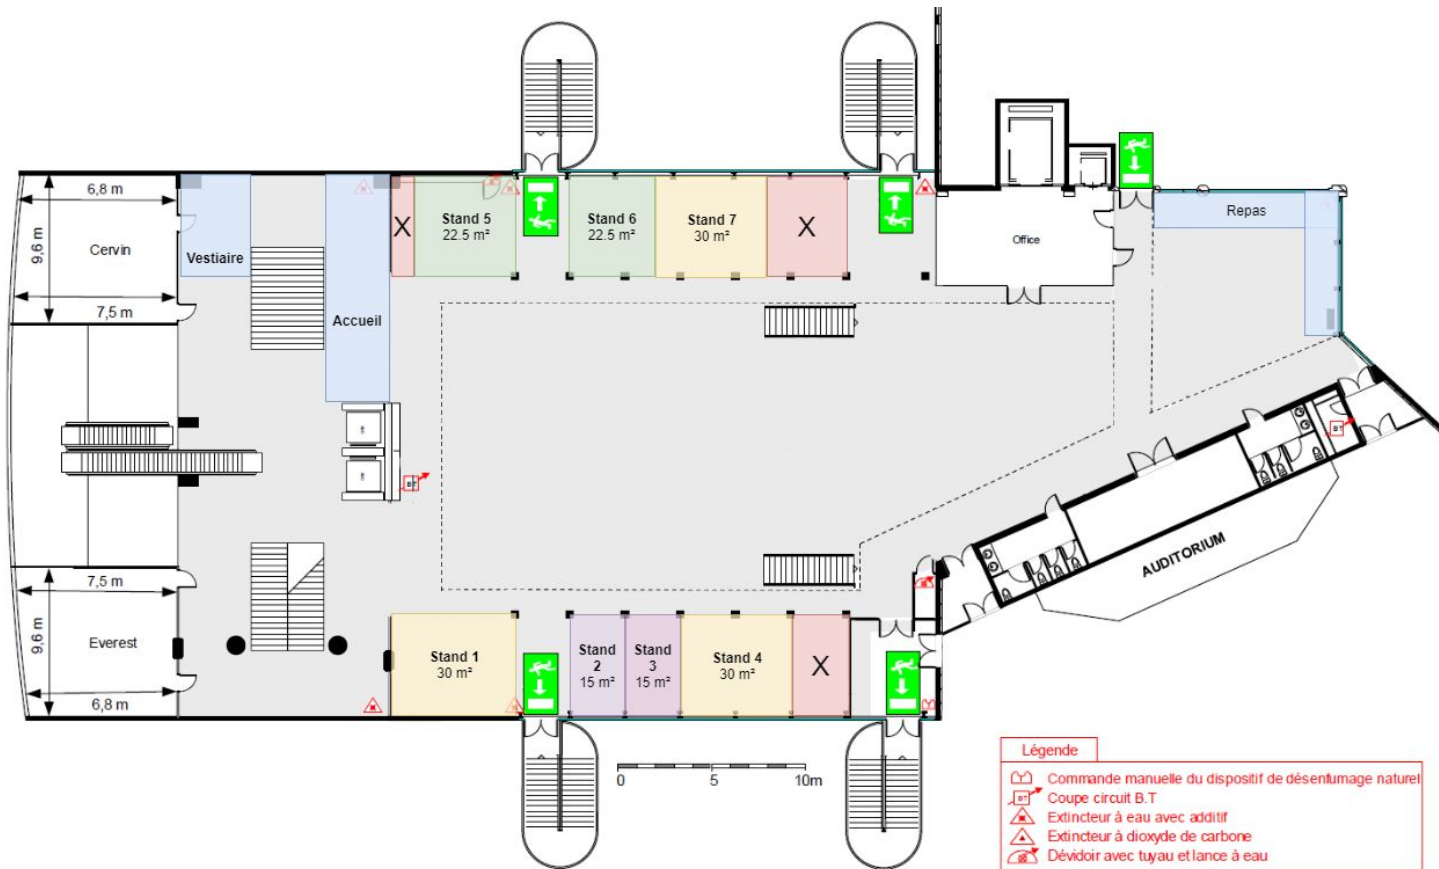 6,8 m
9,6 m
Cervin
7,5 m
Vestiaire
Accueil
X
Stand 5
22.5 m²
Stand 6
22.5 m²
Stand 7
30 m²
X
Office
Repas
BT
BT
AUDITORIUM
7,5 m
9,6 m
Everest
6,8 m
Stand 1
30 m²
Stand
2
15 m²
Stand
3
15 m²
Stand 4
30 m²
X
0 5 10m
Légende
Commande manuelle du dispositif de désenfumage naturel
BT Coupe circuit B.T
Extincteur à eau avec additif
Extincteur à dioxyde de carbone
Dévidoir avec tuyau et lance à eau